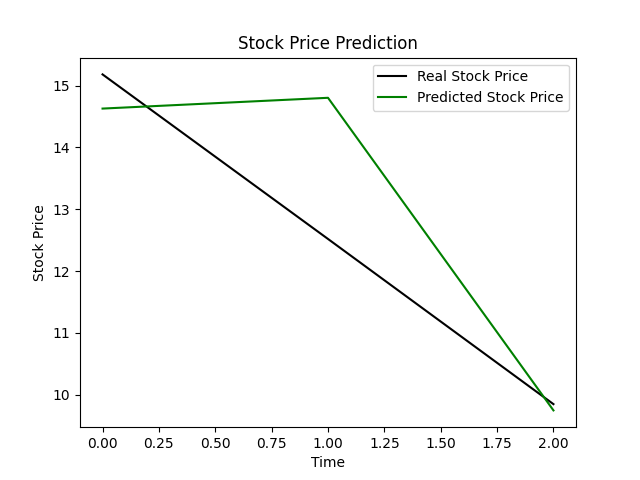 Stock Price Prediction
Real Stock Price
Predicted Stock Price
Stock Price
15
14
13
12
11
10
0.00 0.25 0.50 0.75 1.00 1.25 1.50 1.75 2.00
Time